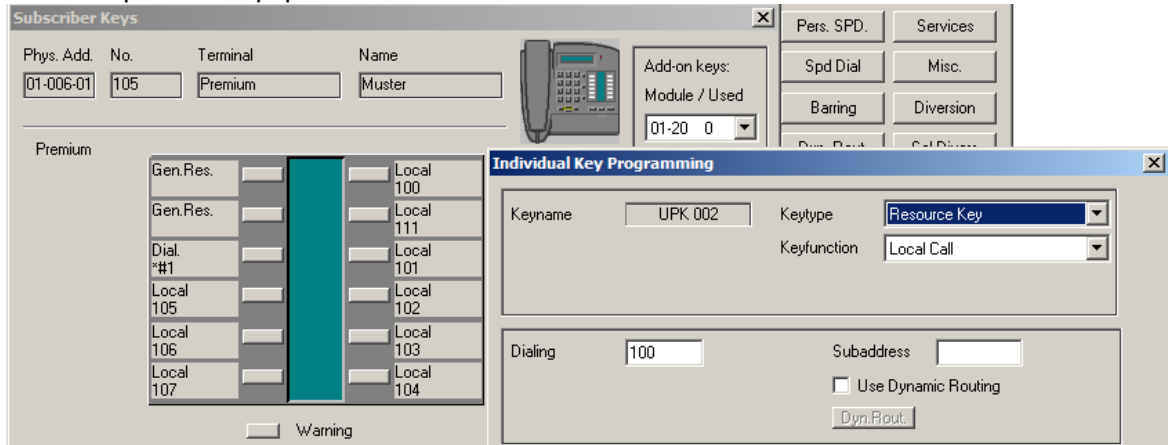 Subscriber Keys
Pers. SPD. Services
Phys. Add. No. Terminal Name
01-006-01 105 Premium Muster
Add-on keys:
Module / Used
01-20 0
Spd Dial Misc.
Barring Diversion
Premium
Gen.Res. Local
100
Gen.Res. Local
111
Dial. Local
*#1 101
Local Local
105 102
Local Local
106 103
Local Local
107 104
Warning
Individual Key Programming
Keyname UPK 002 Keytype Resource Key
Keyfunction Local Call
Dialing 100 Subaddress
Use Dynamic Routing
Dyn.Rout.